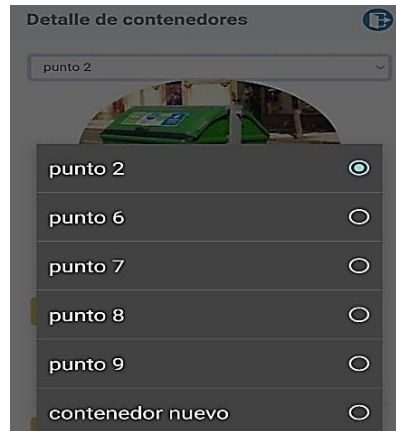 Detalle de contenedores
punto 2
punto 2
punto 6
punto 7
punto 8
punto 9
contenedor nuevo